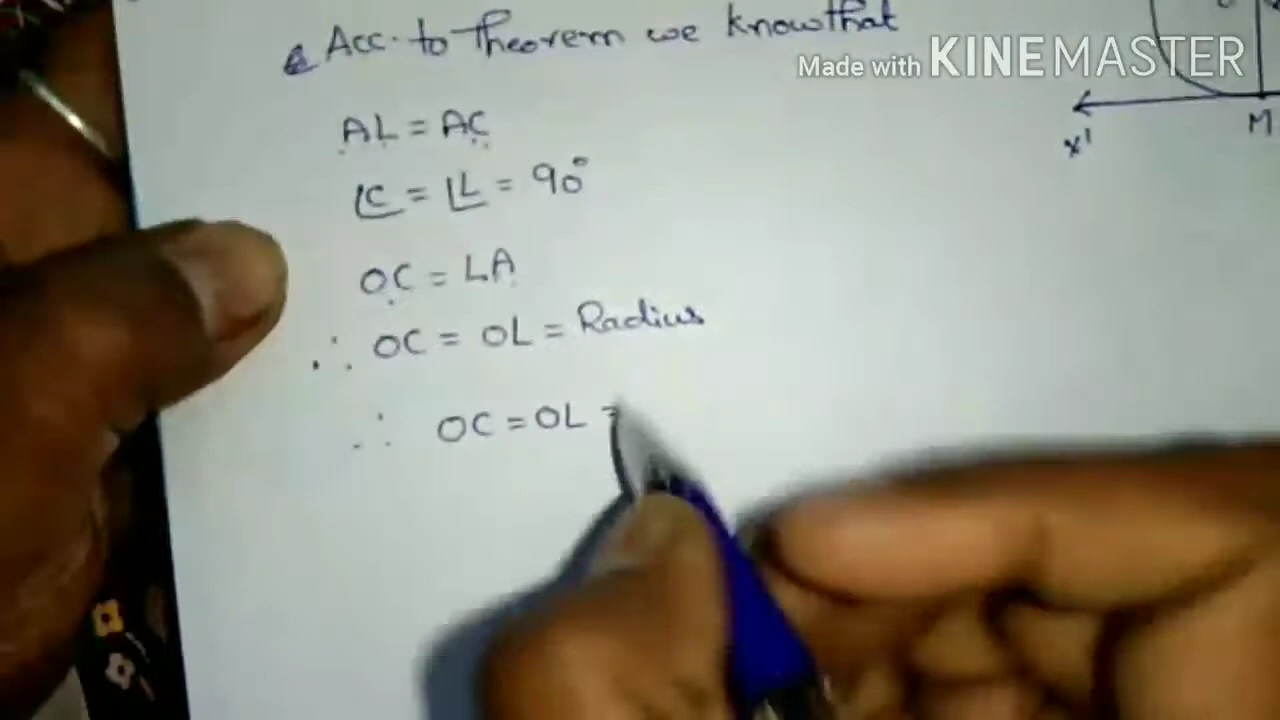 Acc. to Theorem we know that
Made with KINEMASTER
AL = AC
∠C = ∠L = 90°
OC = LA
∴ OC = OL = Radius
∴ OC = OL =
X'
M